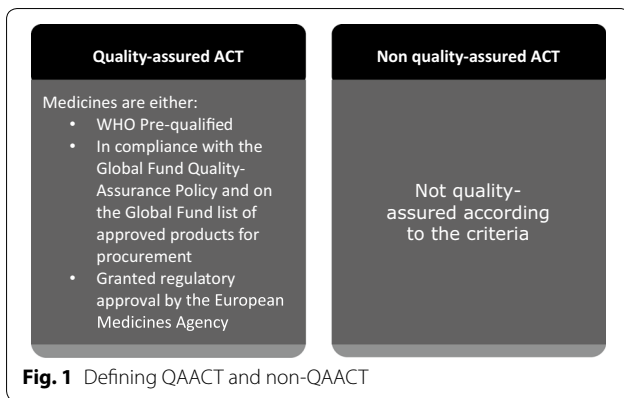 Quality-assured ACT
Medicines are either:
• WHO Pre-qualified
• In compliance with the
Global Fund Quality-
Assurance Policy and on
the Global Fund list of
approved products for
procurement
• Granted regulatory
approval by the European
Medicines Agency
Non quality-assured ACT
Not quality-
assured according
to the criteria
Fig. 1 Defining QAACT and non-QAACT